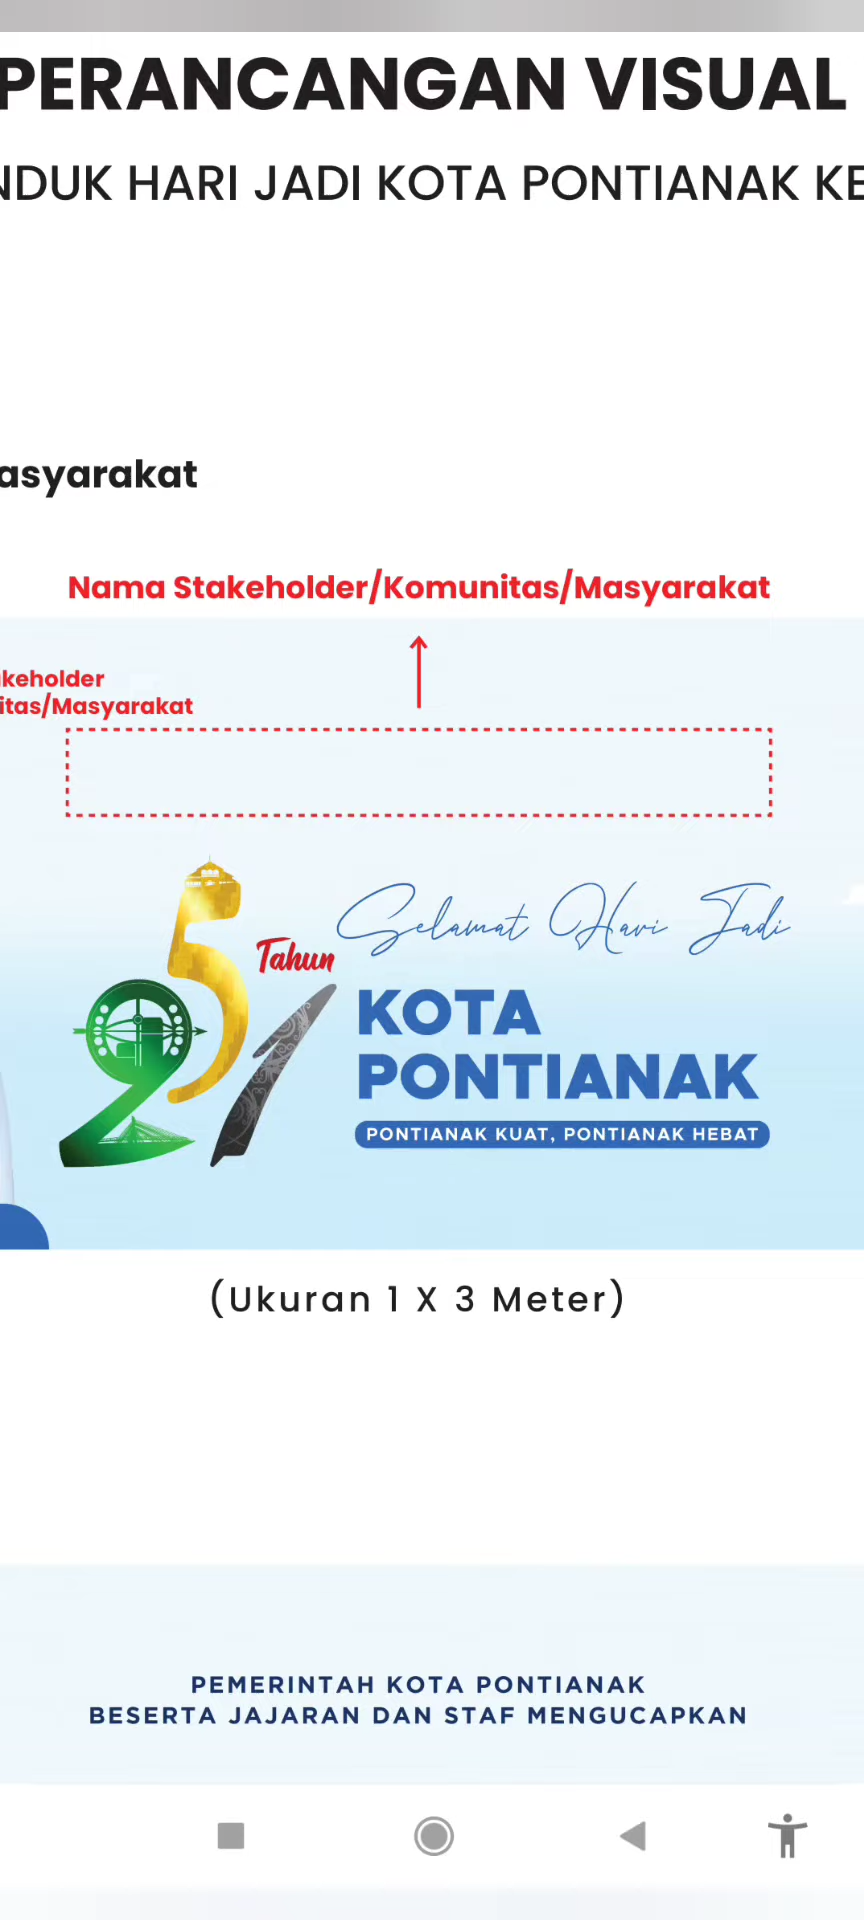 PERANCANGAN VISUAL
NDUK HARI JADI KOTA PONTIANAK KE
asyarakat
Nama Stakeholder/Komunitas/Masyarakat
keholder
itas/Masyarakat
251 Tahun
Selamat Hari Jadi
KOTA
PONTIANAK
PONTIANAK KUAT, PONTIANAK HEBAT
(Ukuran 1 X 3 Meter)
PEMERINTAH KOTA PONTIANAK
BESERTA JAJARAN DAN STAF MENGUCAPKAN